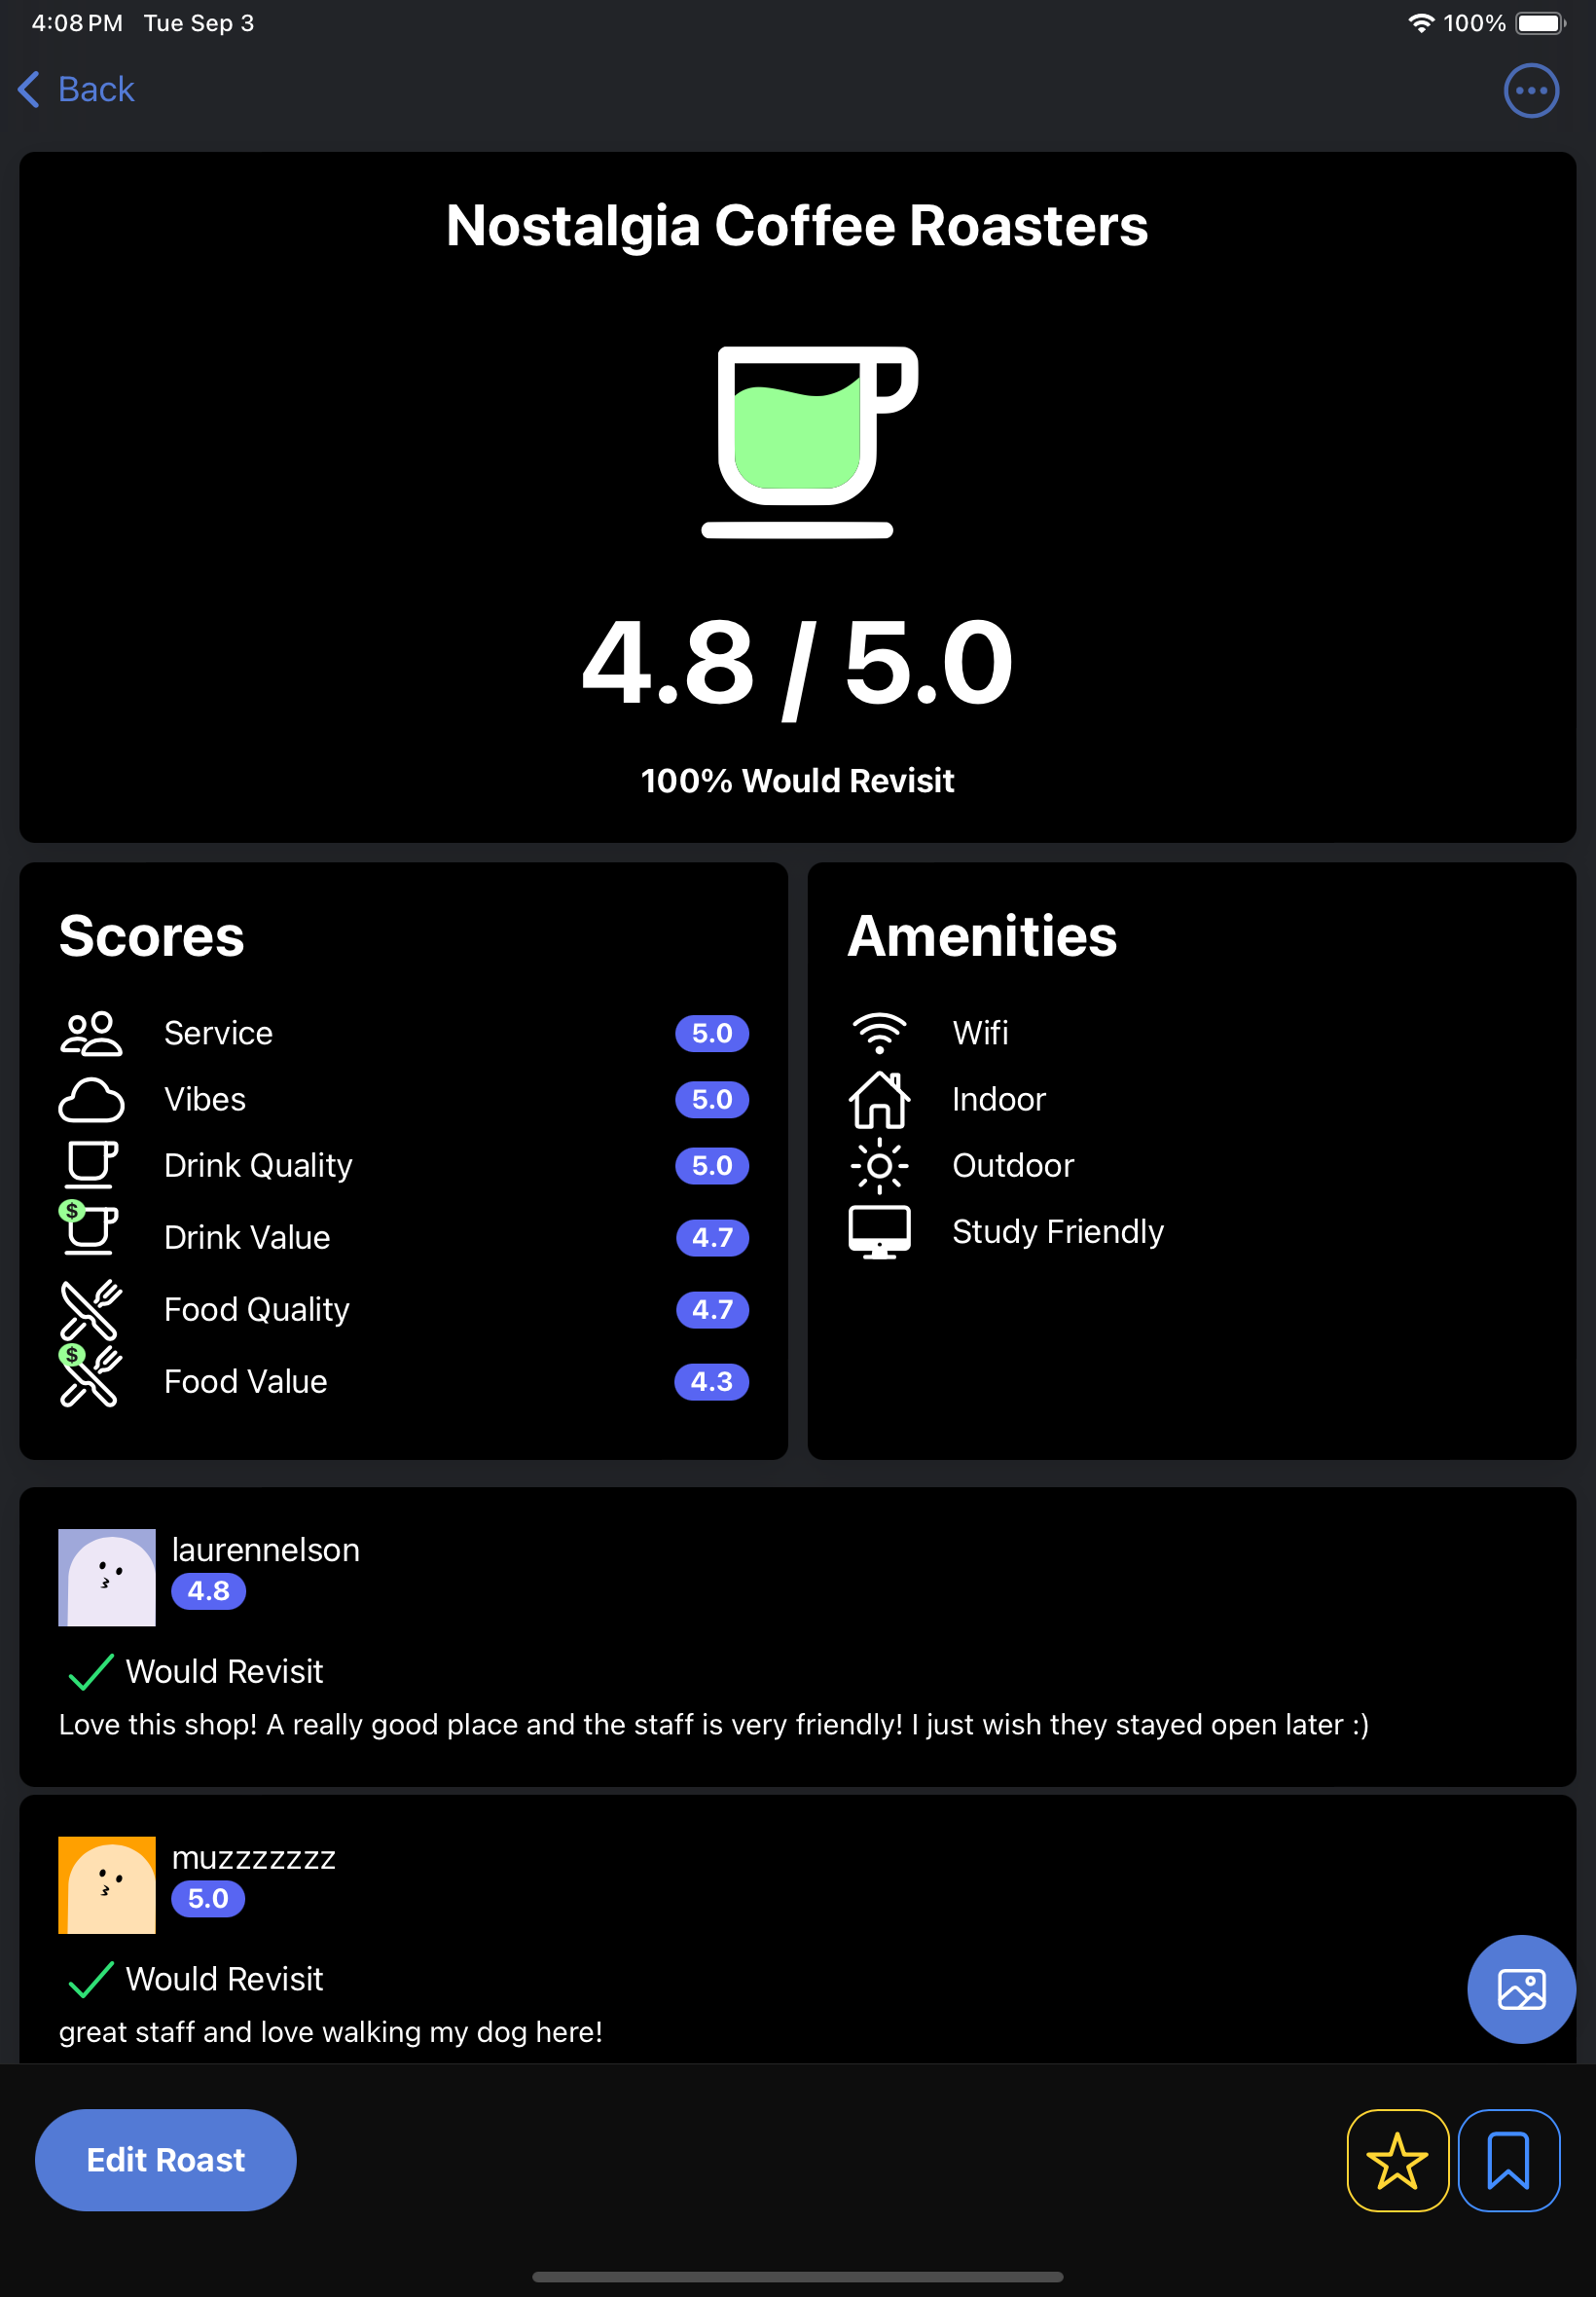 4:08 PM Tue Sep 3
100%
Back
Nostalgia Coffee Roasters
4.8 / 5.0
100% Would Revisit
Scores
Service 5.0
Vibes 5.0
Drink Quality 5.0
$
Drink Value 4.7
Food Quality 4.7
$
Food Value 4.3
Amenities
Wifi
Indoor
Outdoor
Study Friendly
laurennelson
4.8
Would Revisit
Love this shop! A really good place and the staff is very friendly! I just wish they stayed open later :)
muzzzzzzz
5.0
Would Revisit
great staff and love walking my dog here!
Edit Roast